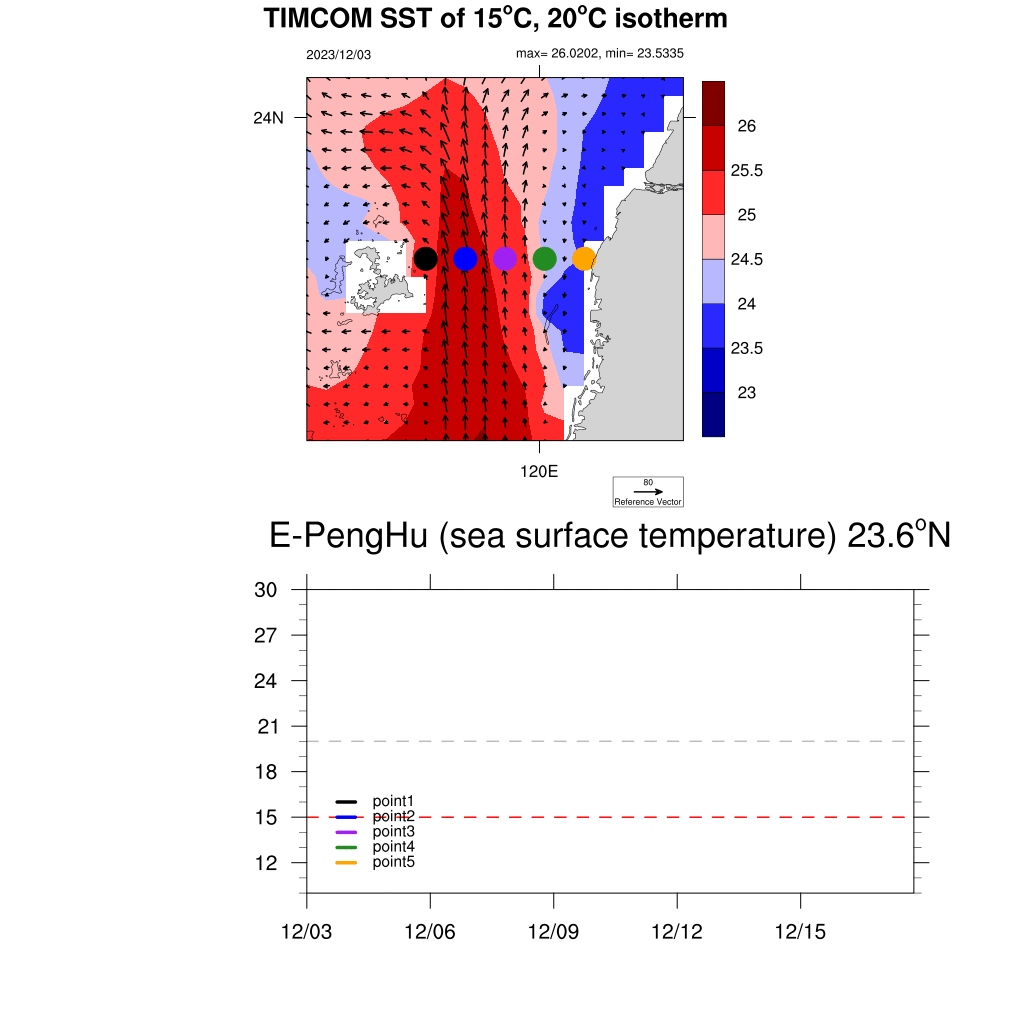 TIMCOM SST of 15°C, 20°C isotherm
2023/12/03
max= 26.0202, min= 23.5335
24N
26
25.5
25
24.5
24
23.5
23
120E
80
Reference Vector
E-PengHu (sea surface temperature) 23.6°N
30
27
24
21
18
15
12
point1
point2
point3
point4
point5
12/03 12/06 12/09 12/12 12/15